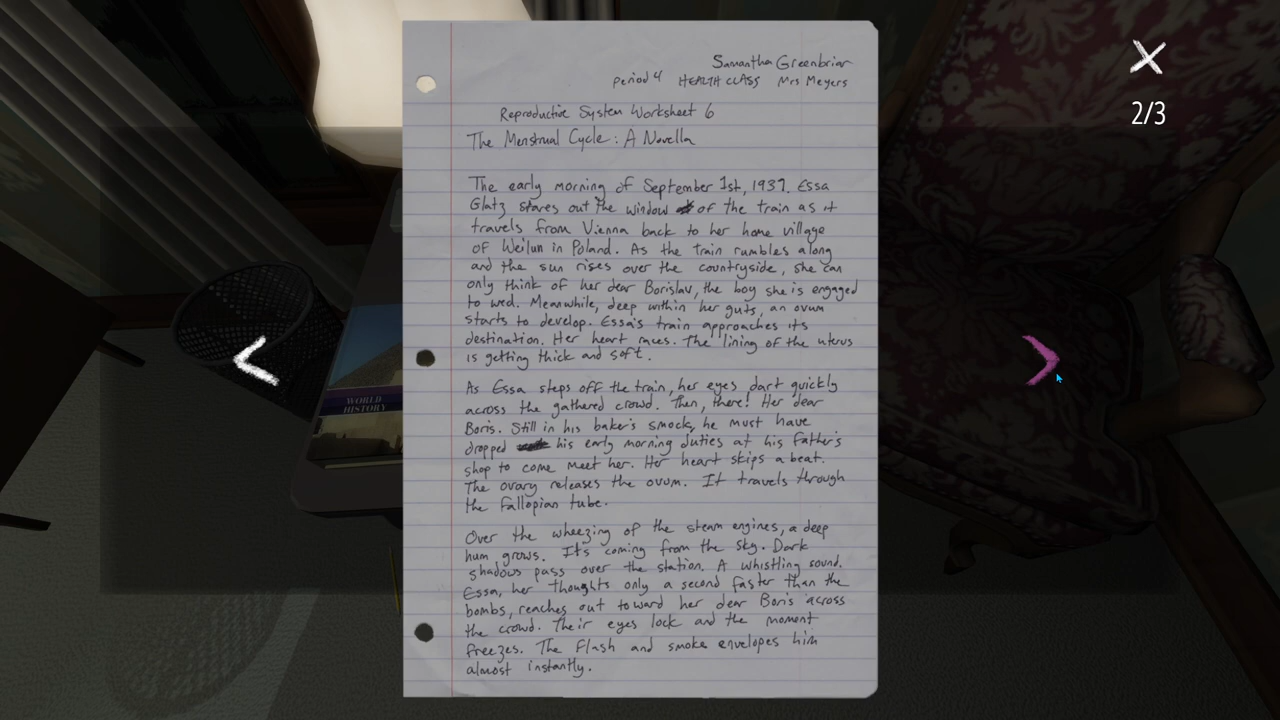 2/3
Samantha Greenbriar
period 4 HEALTH CLASS Mrs Meyers
Reproductive System Worksheet 6
The Menstrual Cycle: A Novella
The early morning of September 1st, 1937. Essa
Glatz stares out the window of the train as it
travels from Vienna back to her home village
of Weilun in Poland. As the train rumbles along
and the sun rises over the countryside, she can
only think of her dear Borislav, the boy she is engaged
to wed. Meanwhile, deep within her guts, an ovum
starts to develop. Essa's train approaches its
destination. Her heart races. The lining of the uterus
is getting thick and soft.
As Essa steps off the train, her eyes dart quickly
across the gathered crowd. Then, there! Her dear
Boris. Still in his baker's smock, he must have
dropped his early morning duties at his father's
shop to come meet her. Her heart skips a beat.
The ovary releases the ovum. It travels through
the fallopian tube.
Over the wheezing of the steam engines, a deep
hum grows. It's coming from the sky. Dark
shadows pass over the station. A whistling sound.
Essa, her thoughts only a second faster than the
bombs, reaches out toward her dear Boris across
the crowd. Their eyes lock and the moment
freezes. The flash and smoke envelopes him
almost instantly.
WORLD
HISTORY